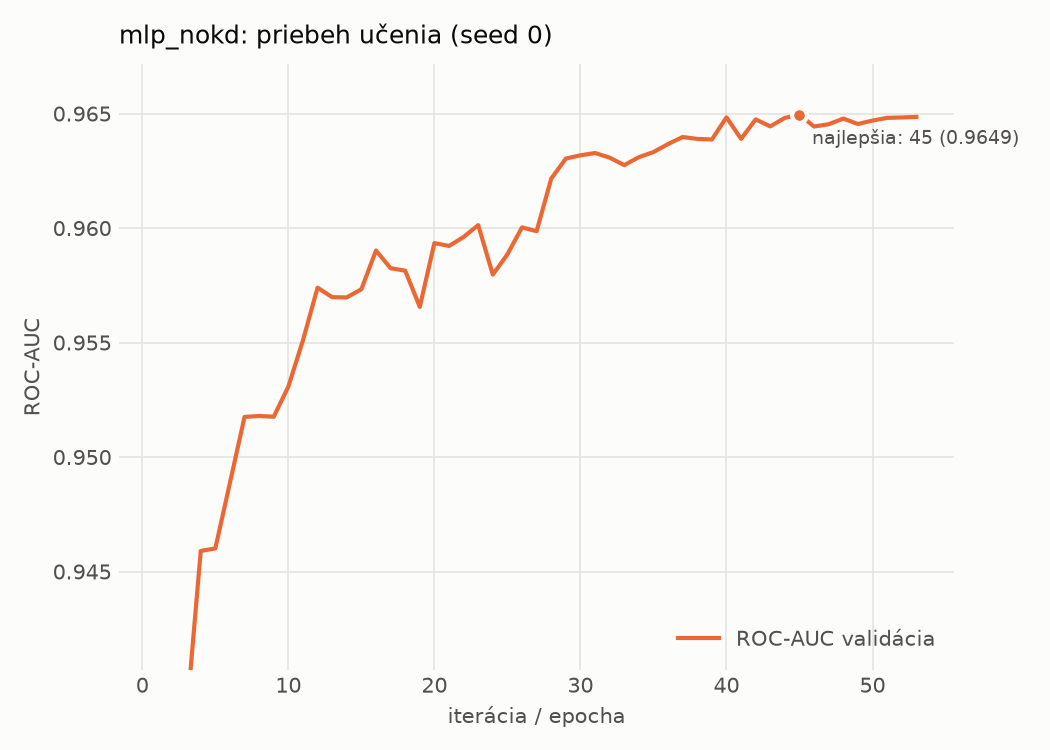 mlp_nokd: priebeh učenia (seed 0)
ROC-AUC
0.965
0.960
0.955
0.950
0.945
najlepšia: 45 (0.9649)
ROC-AUC validácia
0 10 20 30 40 50
iterácia / epocha